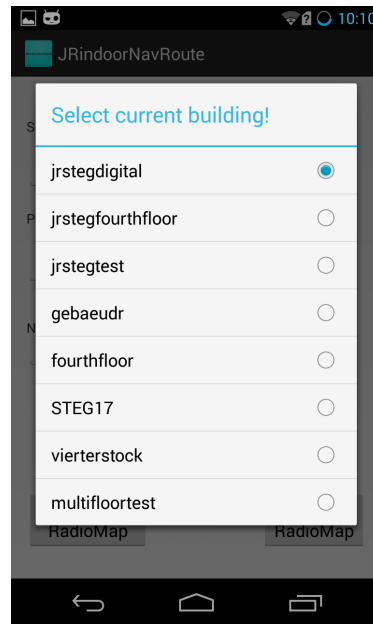 10:10
JRindoorNavRoute
Select current building!
S
jrstegdigital
jrstegfourthfloor
P
jrstegtest
gebaeudr
N
fourthfloor
STEG17
vierterstock
multifloortest
RadioMap RadioMap